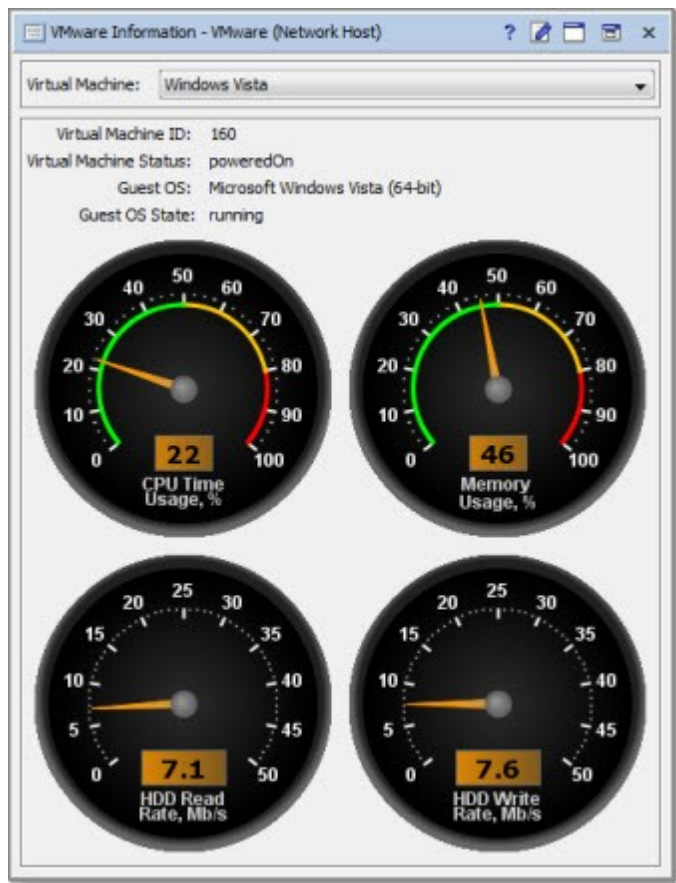 VMware Information - VMware (Network Host) ?
Virtual Machine: Windows Vista
Virtual Machine ID: 160
Virtual Machine Status: poweredOn
Guest OS: Microsoft Windows Vista (64-bit)
Guest OS State: running
0 10 20 30 40 50 60 70 80 90 100
22
CPU Time
Usage, %
0 10 20 30 40 50 60 70 80 90 100
46
Memory
Usage, %
0 5 10 15 20 25 30 35 40 45 50
7.1
HDD Read
Rate, Mb/s
0 5 10 15 20 25 30 35 40 45 50
7.6
HDD Write
Rate, Mb/s